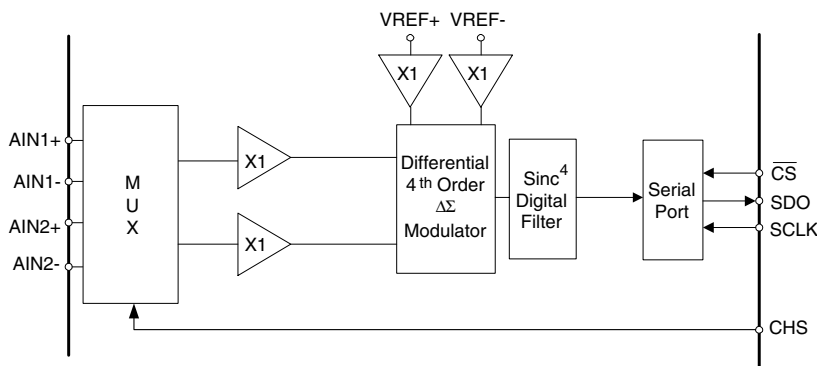 VREF+ VREF-
X1 X1
AIN1+
AIN1-
AIN2+
AIN2-
M
U
X
X1
X1
Differential
4th Order
ΔΣ
Modulator
Sinc4
Digital
Filter
Serial
Port
C̅S̅
SDO
SCLK
CHS